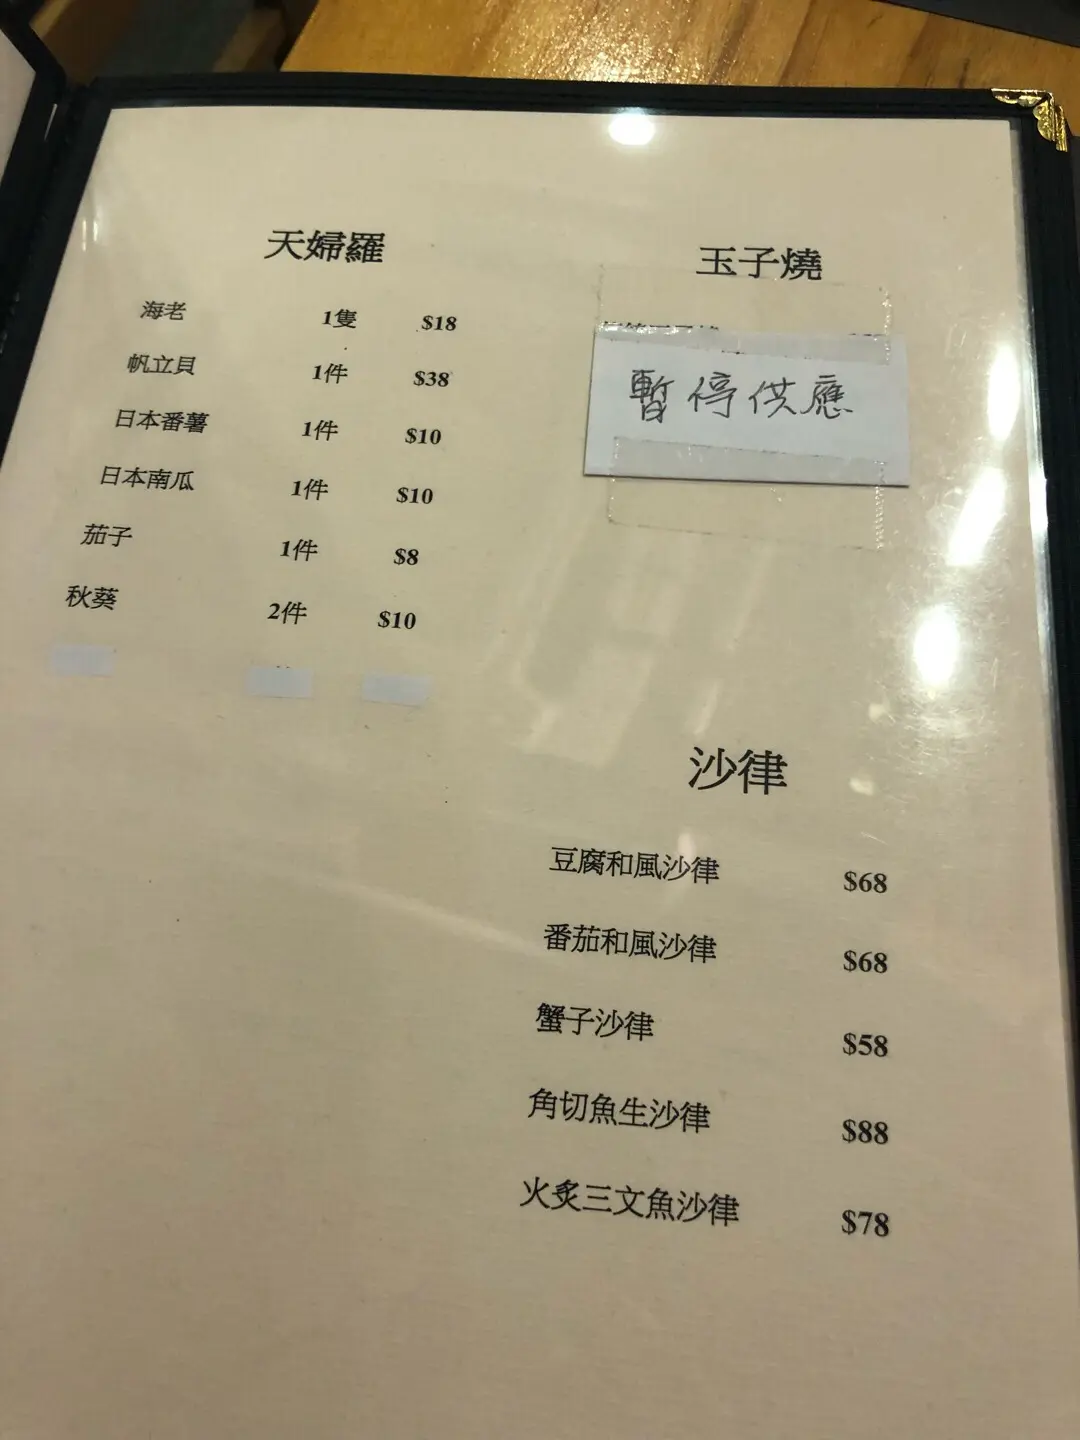 天婦羅
海老 1隻 $18
帆立貝 1件 $38
日本番薯 1件 $10
日本南瓜 1件 $10
茄子 1件 $8
秋葵 2件 $10
玉子燒
暫停供應
沙律
豆腐和風沙律 $68
番茄和風沙律 $68
蟹子沙律 $58
角切魚生沙律 $88
火炙三文魚沙律 $78